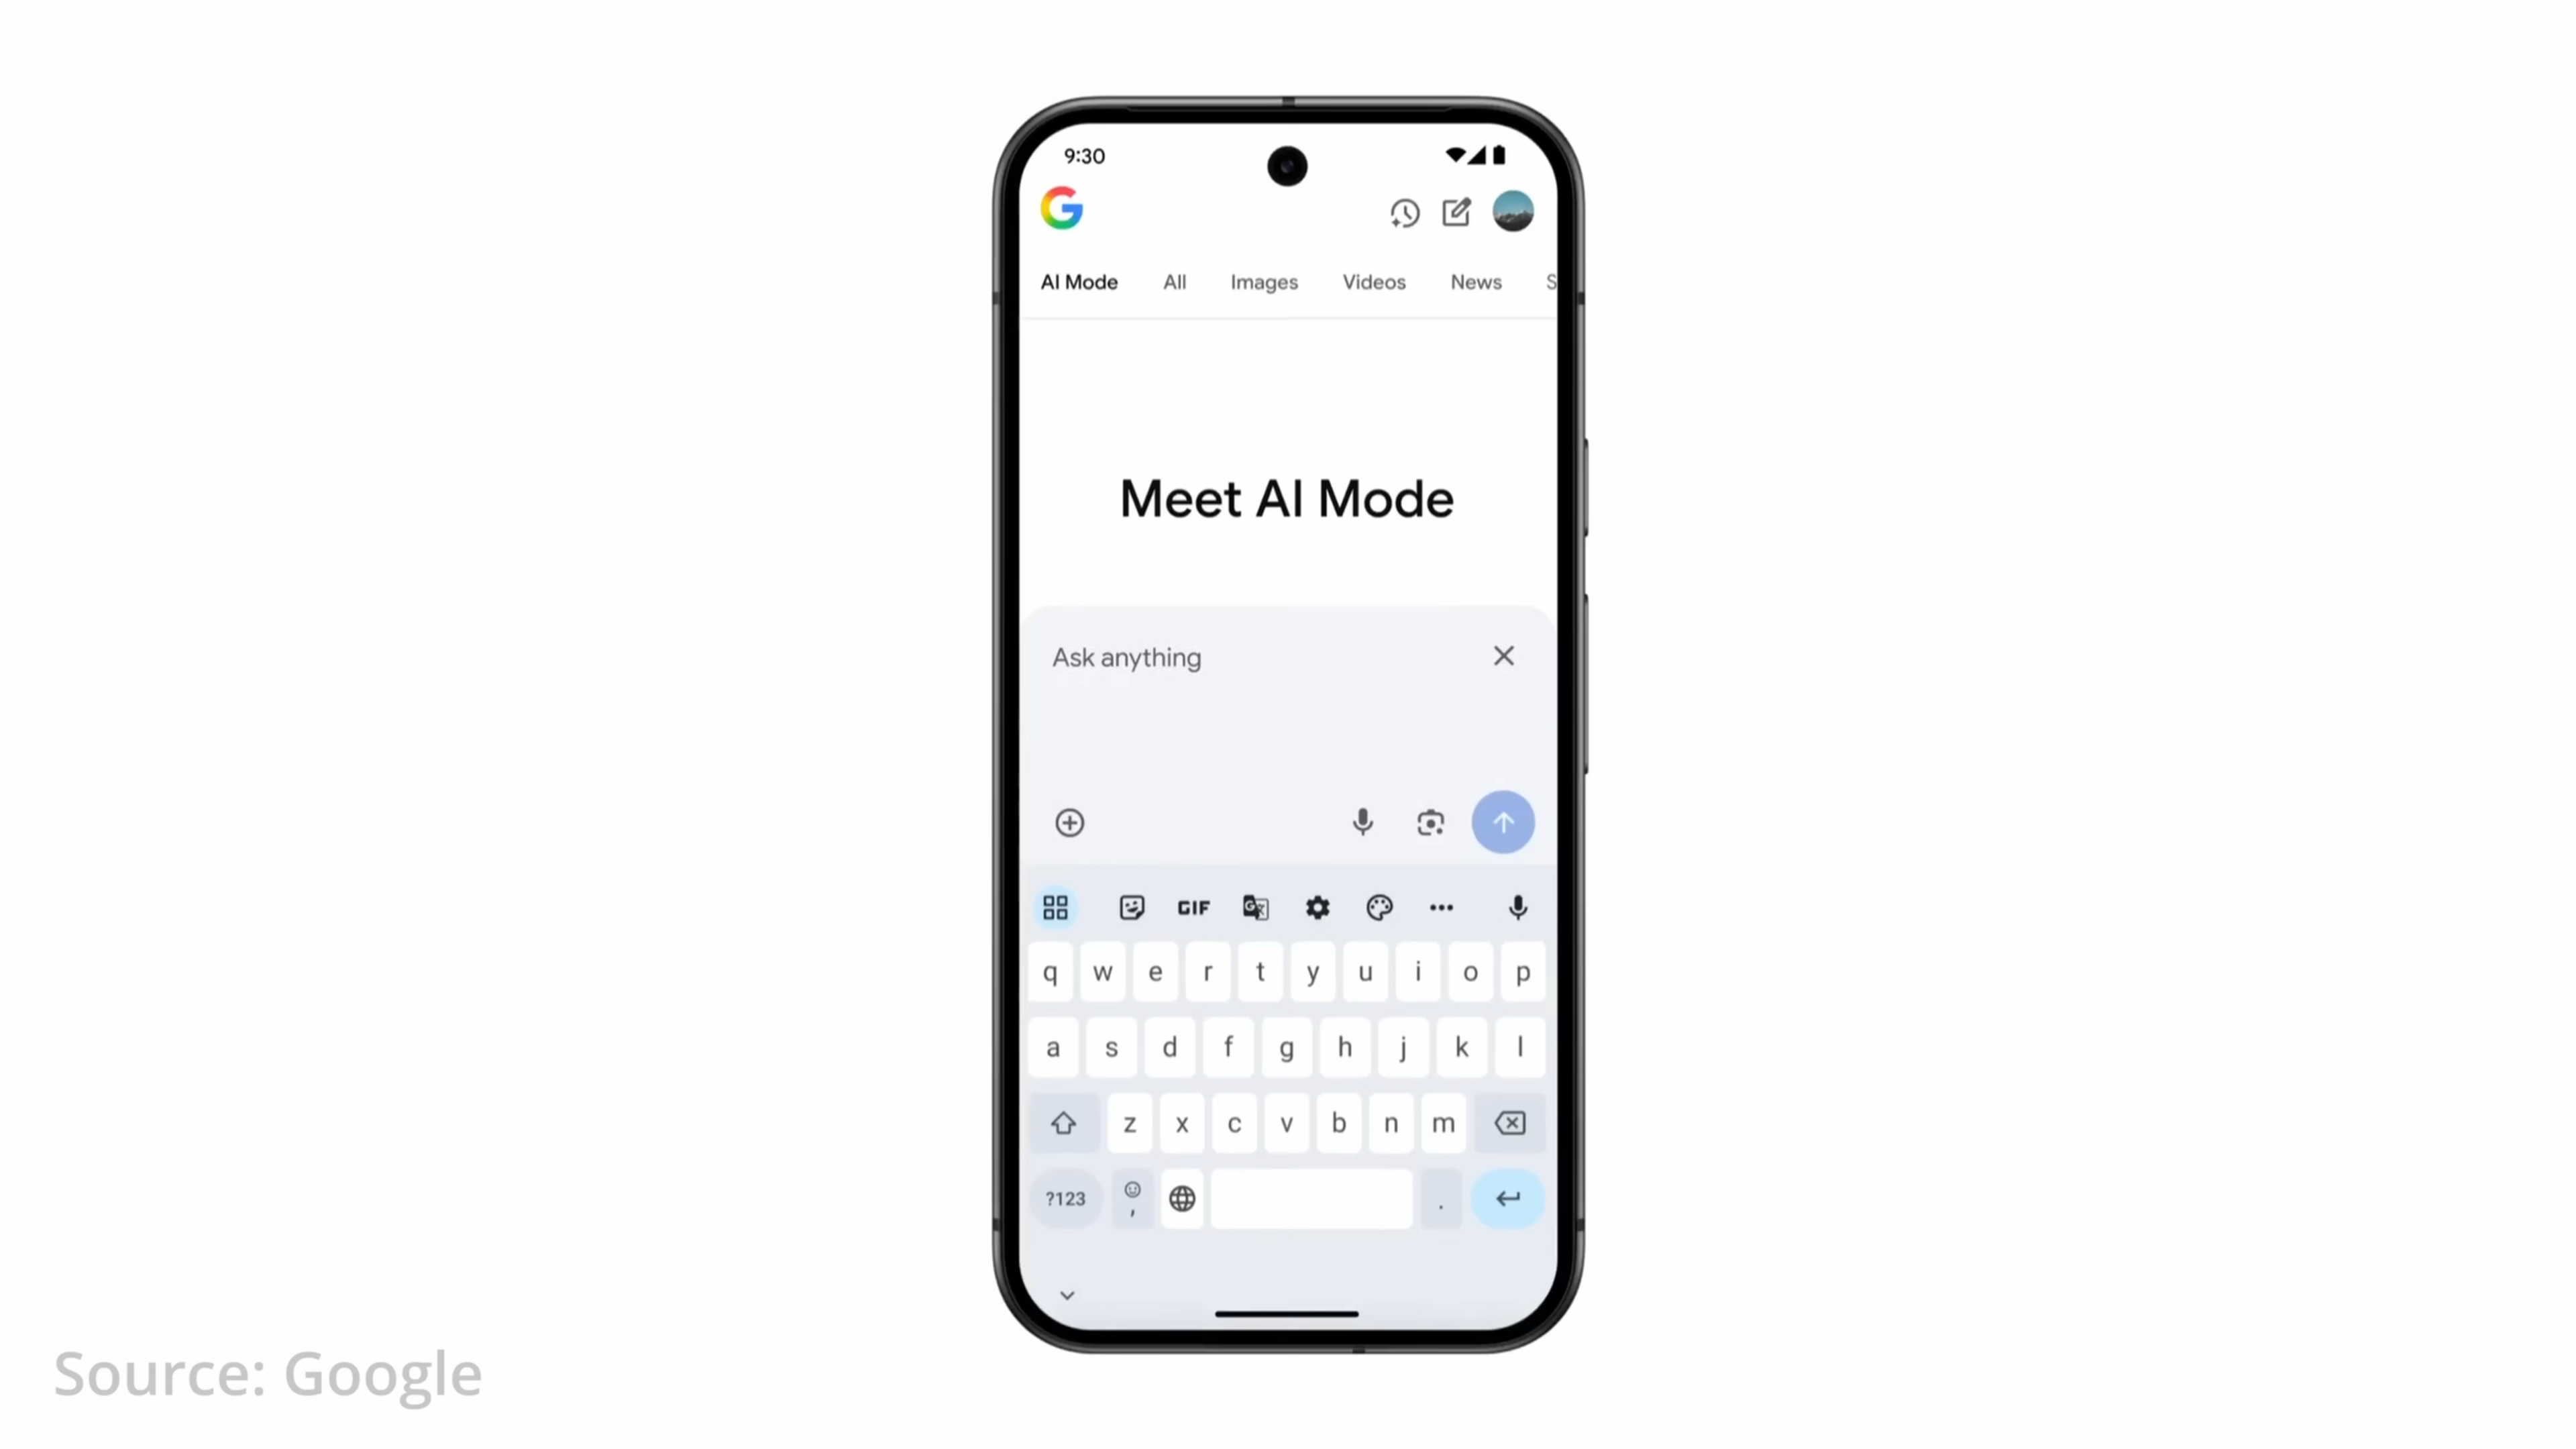 9:30
AI Mode All Images Videos News S
Meet AI Mode
Ask anything
GIF
q w e r t y u i o p
a s d f g h j k l
z x c v b n m
?123 , .
Source: Google